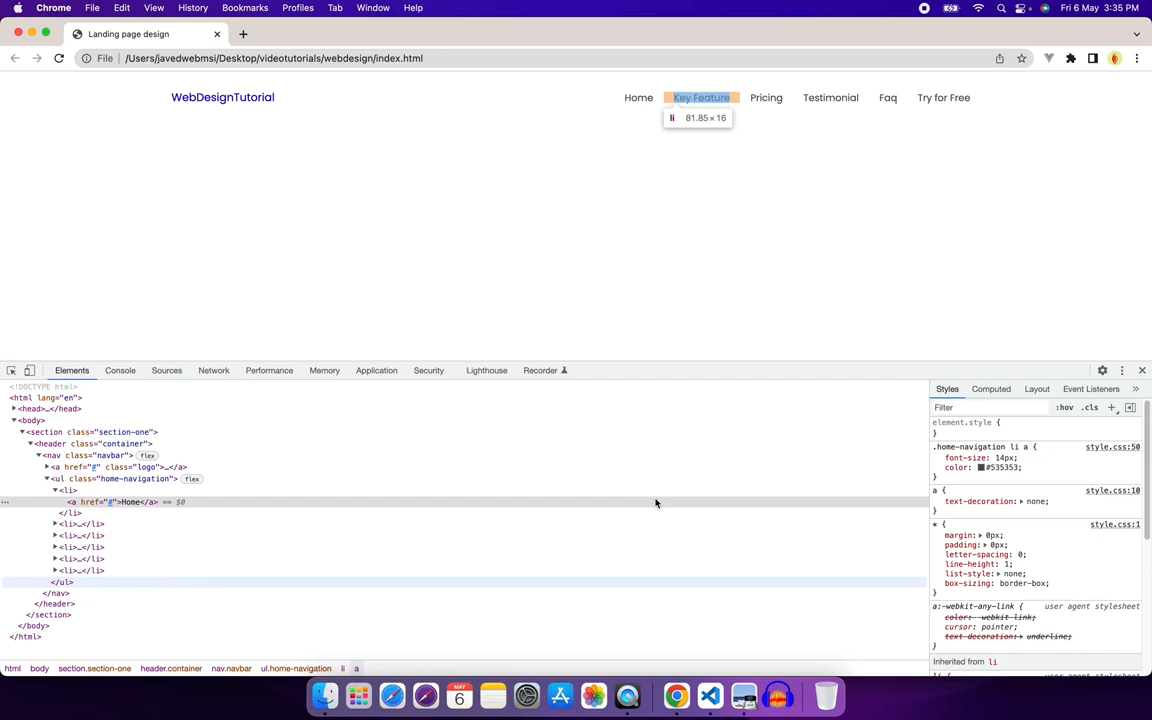 Chrome File Edit View History Bookmarks Profiles Tab Window Help Fri 6 May 3:35 PM
Landing page design
File /Users/javedwebmsi/Desktop/videotutorials/webdesign/index.html
WebDesignTutorial Home Key Feature Pricing Testimonial Faq Try for Free
li 81.85×16
Elements Console Sources Network Performance Memory Application Security Lighthouse Recorder
<!DOCTYPE html>
<html lang="en">
<head>…</head>
<body>
<section class="section-one">
<header class="container">
<nav class="navbar"> flex
<a href="#" class="logo">…</a>
<ul class="home-navigation"> flex
<li>
<a href="#">Home</a> == $0
</li>
<li>…</li>
<li>…</li>
<li>…</li>
<li>…</li>
<li>…</li>
</ul>
</nav>
</header>
</section>
</body>
</html>
html body section.section-one header.container nav.navbar ul.home-navigation li a
Styles Computed Layout Event Listeners »
Filter :hov .cls +
element.style {
}
.home-navigation li a { style.css:50
font-size: 14px;
color: #535353;
}
a { style.css:10
text-decoration: none;
}
* { style.css:1
margin: 0px;
padding: 0px;
letter-spacing: 0;
line-height: 1;
list-style: none;
box-sizing: border-box;
}
a:-webkit-any-link { user agent stylesheet
color: -webkit-link;
cursor: pointer;
text-decoration: underline;
}
Inherited from li
MAY
6